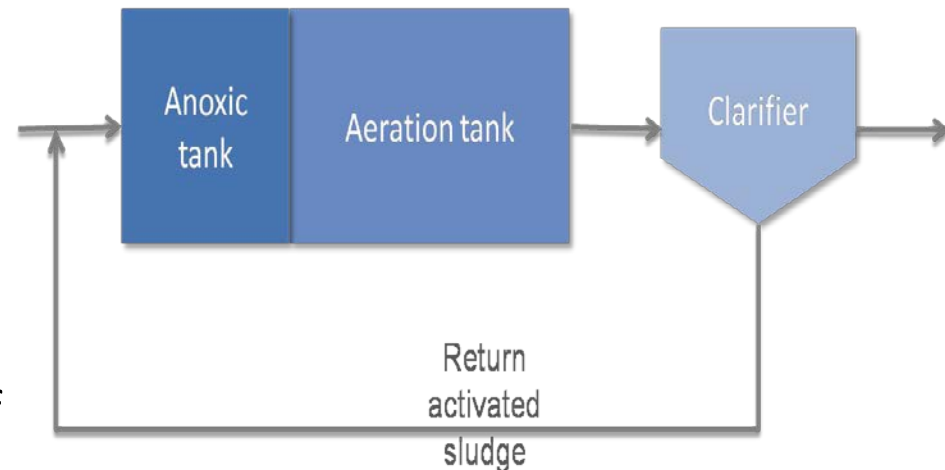 Anoxic
tank
Aeration tank
Clarifier
Return
activated
sludge